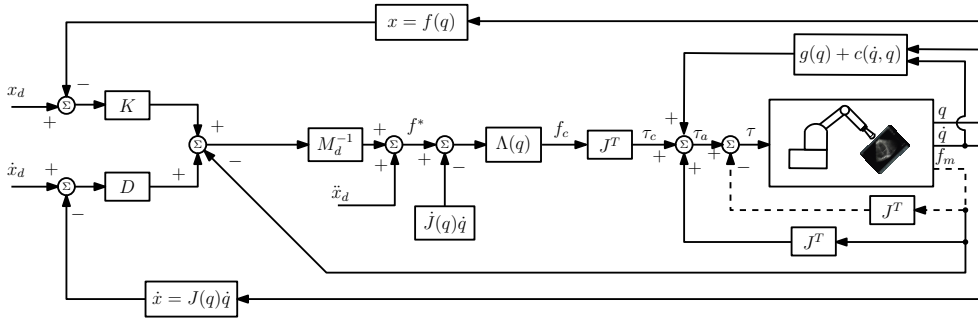 x = f(q)
g(q) + c(q̇, q)
−
x_d
Σ
+
−
K
+
+
Σ
−
M_d^{-1}
+
Σ
+
f*
+
Σ
−
Λ(q)
f_c
J^T
τ_c
+
+
Σ
+
τ_a
+
Σ
−
τ
q
q̇
f_m
ẋ_d
+
Σ
−
D
+
ẍ_d
J̇(q)q̇
J^T
J^T
ẋ = J(q)q̇